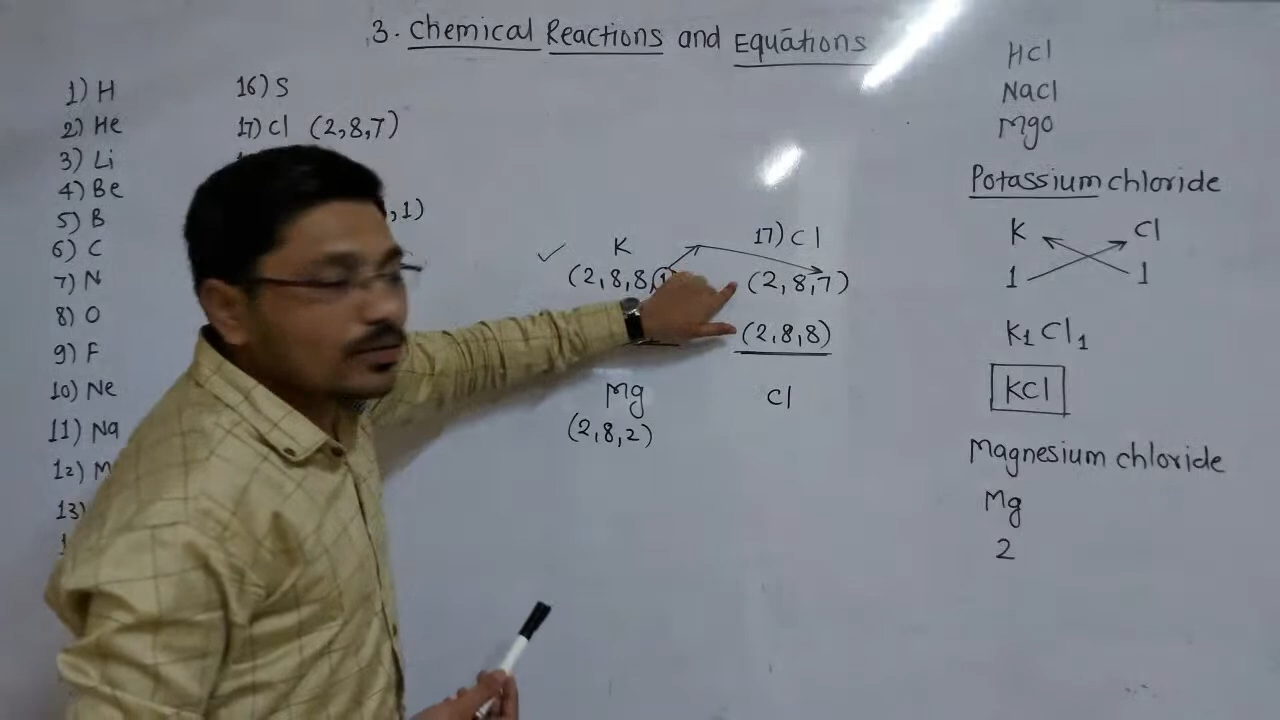 3. Chemical Reactions and Equations
1) H
2) He
3) Li
4) Be
5) B
6) C
7) N
8) O
9) F
10) Ne
11) Na
12) M
13)
16) S
17) Cl (2,8,7)
,1)
K
17) Cl
(2,8,8,1)
(2,8,7)
(2,8,8)
Mg
Cl
(2,8,2)
HCl
NaCl
MgO
Potassium chloride
K Cl
1 1
K₁Cl₁
KCl
Magnesium chloride
Mg
2